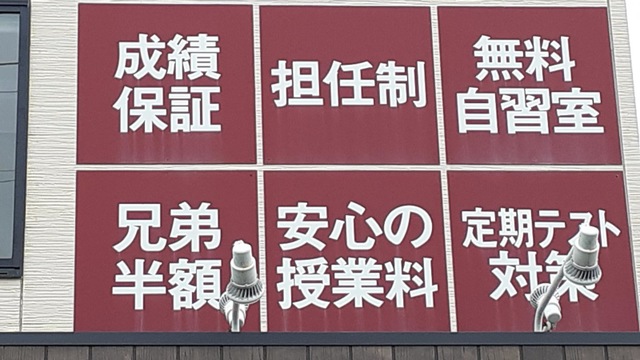 成績
保証
担任制
無料
自習室
兄弟
半額
安心の
授業料
定期テスト
対策